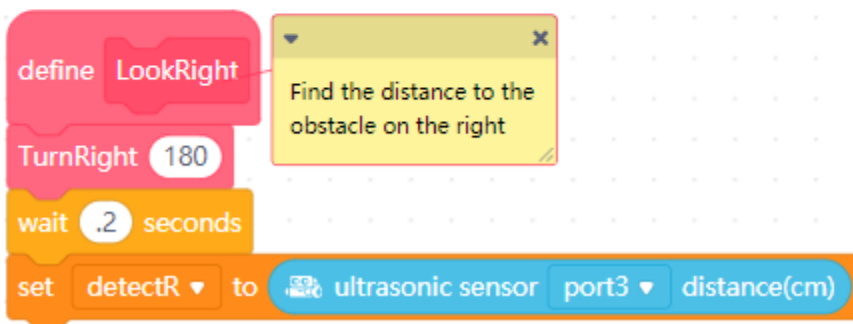 define LookRight
Find the distance to the
obstacle on the right
TurnRight 180
wait .2 seconds
set detectR to ultrasonic sensor port3 distance(cm)